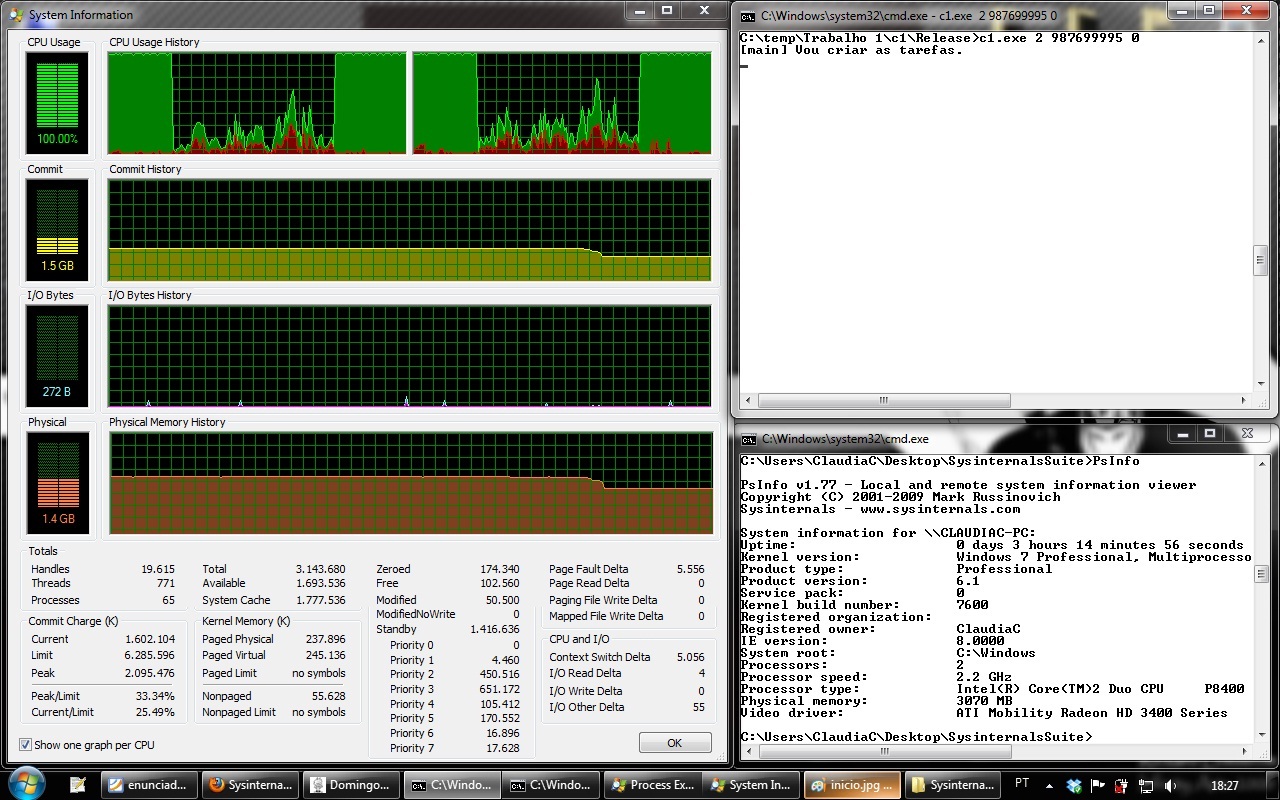 System Information
CPU Usage
CPU Usage History
100.00%
Commit
Commit History
1.5 GB
I/O Bytes
I/O Bytes History
272 B
Physical
Physical Memory History
1.4 GB
Totals
Handles 19.615
Threads 771
Processes 65
Commit Charge (K)
Current 1.602.104
Limit 6.285.596
Peak 2.095.476
Peak/Limit 33.34%
Current/Limit 25.49%
Physical Memory (K)
Total 3.143.680
Available 1.693.536
System Cache 1.777.536
Kernel Memory (K)
Paged Physical 237.896
Paged Virtual 245.136
Paged Limit no symbols
Nonpaged 55.628
Nonpaged Limit no symbols
Zeroed 174.340
Free 102.560
Modified 50.500
ModifiedNoWrite 0
Standby 1.416.636
Priority 0 0
Priority 1 4.460
Priority 2 450.516
Priority 3 651.172
Priority 4 105.412
Priority 5 170.552
Priority 6 16.896
Priority 7 17.628
Page Fault Delta 5.556
Page Read Delta 0
Paging File Write Delta 0
Mapped File Write Delta 0
CPU and I/O
Context Switch Delta 5.056
I/O Read Delta 4
I/O Write Delta 0
I/O Other Delta 55
Show one graph per CPU
OK
C:\Windows\system32\cmd.exe - c1.exe 2 987699995 0
C:\temp\Trabalho 1\c1\Release>c1.exe 2 987699995 0
[main] Vou criar as tarefas.
C:\Windows\system32\cmd.exe
C:\Users\ClaudiaC\Desktop\SysinternalsSuite>PsInfo
PsInfo v1.77 - Local and remote system information viewer
Copyright (C) 2001-2009 Mark Russinovich
Sysinternals - www.sysinternals.com
System information for \\CLAUDIAC-PC:
Uptime: 0 days 3 hours 14 minutes 56 seconds
Kernel version: Windows 7 Professional, Multiprocesso
Product type: Professional
Product version: 6.1
Service pack: 0
Kernel build number: 7600
Registered organization:
Registered owner: ClaudiaC
IE version: 8.0000
System root: C:\Windows
Processors: 2
Processor speed: 2.2 GHz
Processor type: Intel(R) Core(TM)2 Duo CPU P8400
Physical memory: 3070 MB
Video driver: ATI Mobility Radeon HD 3400 Series
C:\Users\ClaudiaC\Desktop\SysinternalsSuite>
enunciad...
Sysinterna...
Domingo...
C:\Windo...
C:\Windo...
Process Ex...
System In...
inicio.jpg ...
Sysinterna...
PT
18:27